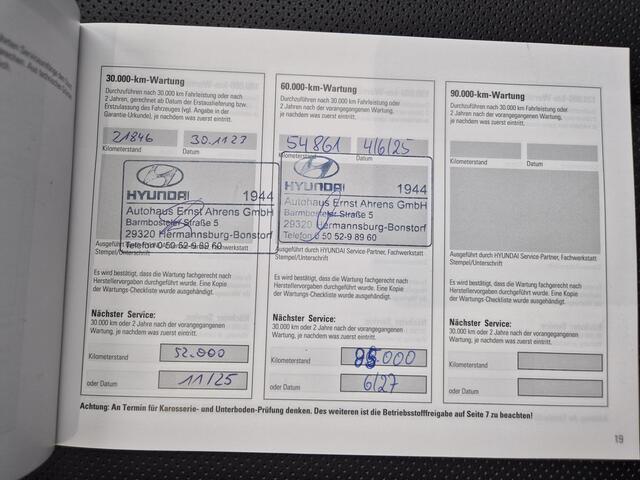 30.000-km-Wartung
Durchzuführen nach 30.000 km Fahrleistung oder nach
2 Jahren, gerechnet ab Datum der Erstauslieferung bzw.
Erstzulassung des Fahrzeuges (vgl. Angabe in der
Garantie-Urkunde), je nachdem was zuerst eintritt.
21846 30.11.23
Kilometerstand Datum
HYUNDAI 1944
Autohaus Ernst Ahrens GmbH
Barmbosteler Straße 5
29320 Hermannsburg-Bonstorf
Telefon 0 50 52-9 89 60
Stempel/Unterschrift
Es wird bestätigt, dass die Wartung fachgerecht nach
Herstellervorgaben durchgeführt wurde. Eine Kopie
der Wartungs-Checkliste wurde ausgehändigt.
Nächster Service:
30.000 km oder 2 Jahre nach der vorangegangenen
Wartung, je nachdem was zuerst eintritt.
Kilometerstand 52.000
oder Datum 11/25
60.000-km-Wartung
Durchzuführen nach 30.000 km Fahrleistung oder
2 Jahre nach der vorangegangenen Wartung,
je nachdem was zuerst eintritt.
54861 4/6/25
Kilometerstand Datum
HYUNDAI 1944
Autohaus Ernst Ahrens GmbH
Barmbosteler Straße 5
29320 Hermannsburg-Bonstorf
Telefon 0 50 52-9 89 60
Ausgeführt durch HYUNDAI Service-Partner, Fachwerkstatt
Stempel/Unterschrift
Es wird bestätigt, dass die Wartung fachgerecht nach
Herstellervorgaben durchgeführt wurde. Eine Kopie
der Wartungs-Checkliste wurde ausgehändigt.
Nächster Service:
30.000 km oder 2 Jahre nach der vorangegangenen
Wartung, je nachdem was zuerst eintritt.
Kilometerstand 85.000
oder Datum 6/27
90.000-km-Wartung
Durchzuführen nach 30.000 km Fahrleistung oder
2 Jahre nach der vorangegangenen Wartung,
je nachdem was zuerst eintritt.
Kilometerstand Datum
Ausgeführt durch HYUNDAI Service-Partner, Fachwerkstatt
Stempel/Unterschrift
Es wird bestätigt, dass die Wartung fachgerecht nach
Herstellervorgaben durchgeführt wurde. Eine Kopie
der Wartungs-Checkliste wurde ausgehändigt.
Nächster Service:
30.000 km oder 2 Jahre nach der vorangegangenen
Wartung, je nachdem was zuerst eintritt.
Kilometerstand
oder Datum
Achtung: An Termin für Karosserie- und Unterboden-Prüfung denken. Des weiteren ist die Betriebsstofffreigabe auf Seite 7 zu beachten!
19